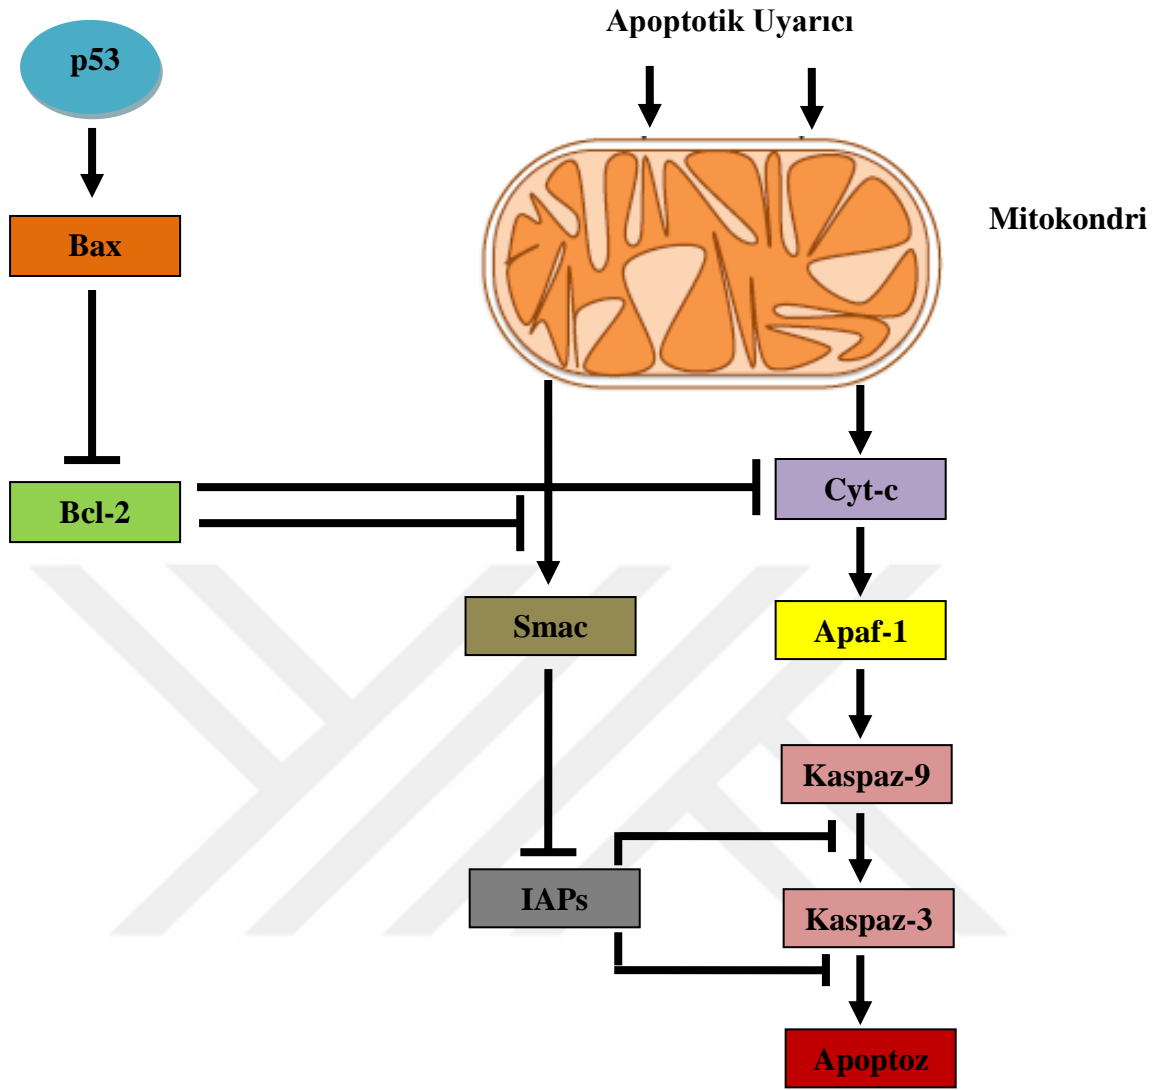 Apoptotik Uyarıcı
p53
Mitokondri
Bax
Bcl-2
Cyt-c
Smac
Apaf-1
Kaspaz-9
IAPs
Kaspaz-3
Apoptoz